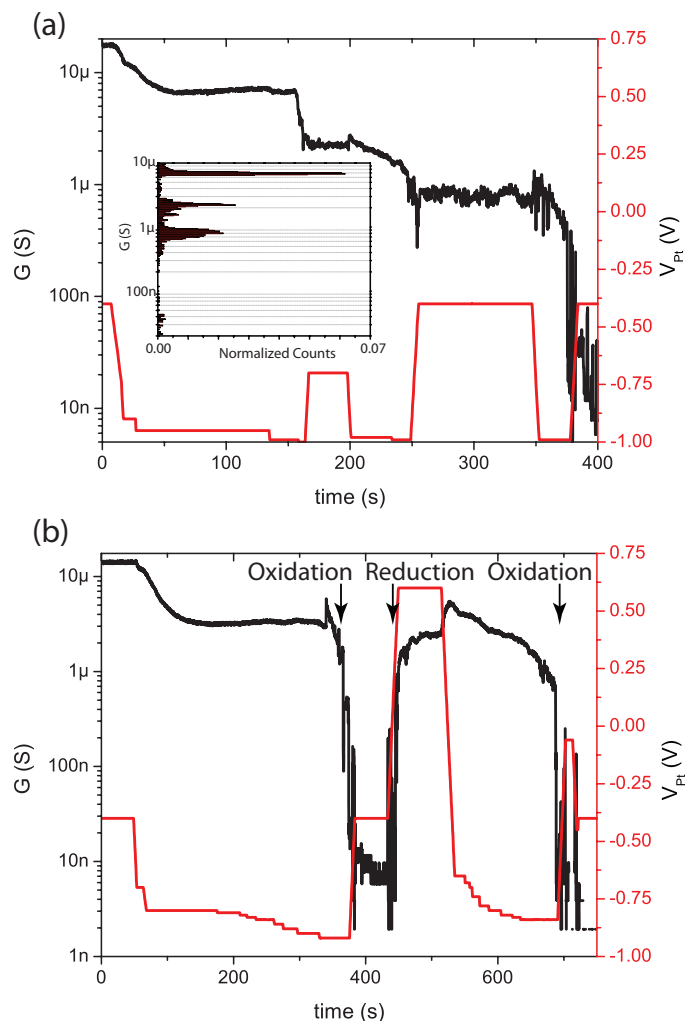 (a)
10µ
1µ
100n
10n
G (S)
0.75
0.50
0.25
0.00
-0.25
-0.50
-0.75
-1.00
V_Pt (V)
10µ
1µ
100n
G (S)
0.00
0.07
Normalized Counts
0
100
200
300
400
time (s)
(b)
Oxidation
Reduction
Oxidation
10µ
1µ
100n
10n
1n
G (S)
0.75
0.50
0.25
0.00
-0.25
-0.50
-0.75
-1.00
V_Pt (V)
0
200
400
600
time (s)